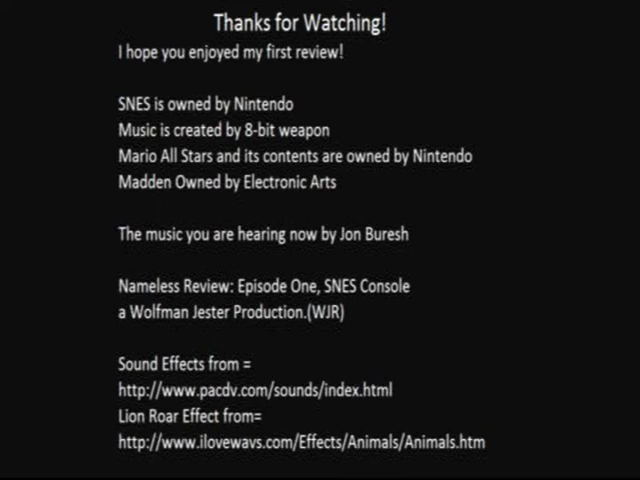 Thanks for Watching!
I hope you enjoyed my first review!
SNES is owned by Nintendo
Music is created by 8-bit weapon
Mario All Stars and its contents are owned by Nintendo
Madden Owned by Electronic Arts
The music you are hearing now by Jon Buresh
Nameless Review: Episode One, SNES Console
a Wolfman Jester Production.(WJR)
Sound Effects from =
http://www.pacdv.com/sounds/index.html
Lion Roar Effect from=
http://www.ilovewavs.com/Effects/Animals/Animals.htm